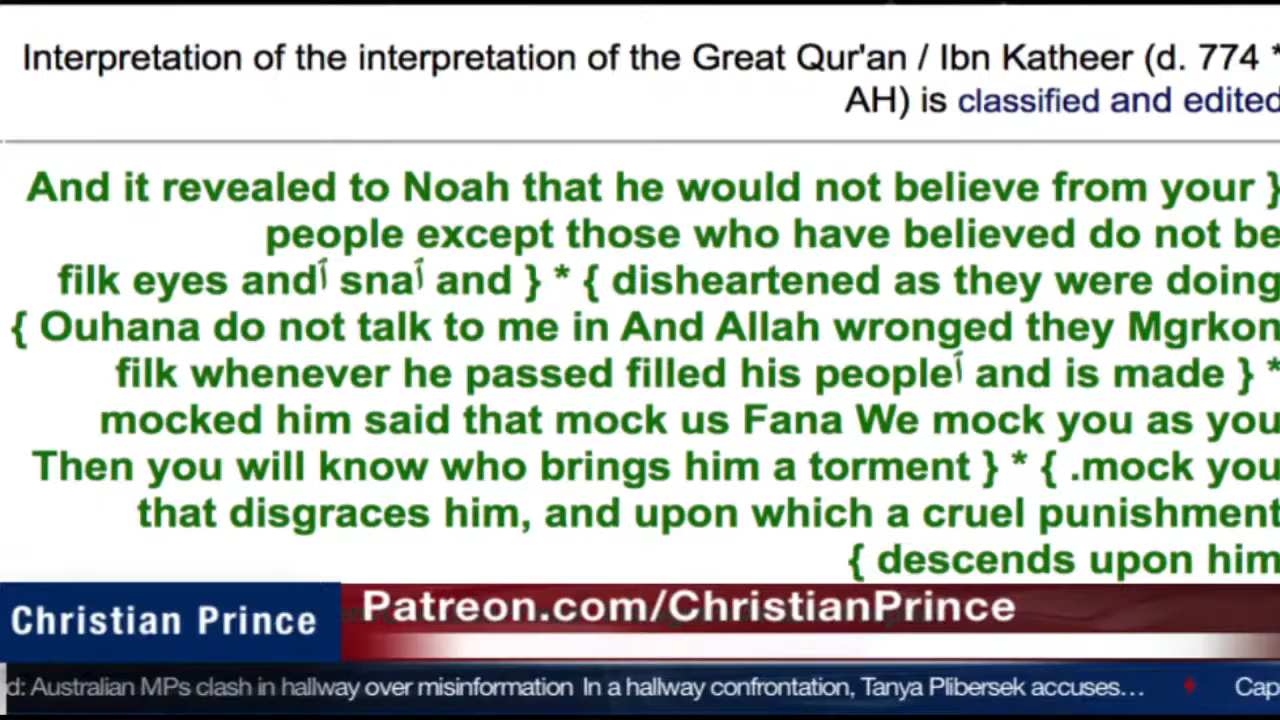 Interpretation of the interpretation of the Great Qur'an / Ibn Katheer (d. 774 *
AH) is classified and edited
And it revealed to Noah that he would not believe from your }
people except those who have believed do not be
filk eyes andٱ snaٱ and } * { disheartened as they were doing
{ Ouhana do not talk to me in And Allah wronged they Mgrkon
filk whenever he passed filled his peopleٱ and is made } *
mocked him said that mock us Fana We mock you as you
Then you will know who brings him a torment } * { .mock you
that disgraces him, and upon which a cruel punishment
{ descends upon him
Christian Prince
Patreon.com/ChristianPrince
d: Australian MPs clash in hallway over misinformation In a hallway confrontation, Tanya Plibersek accuses… Cap